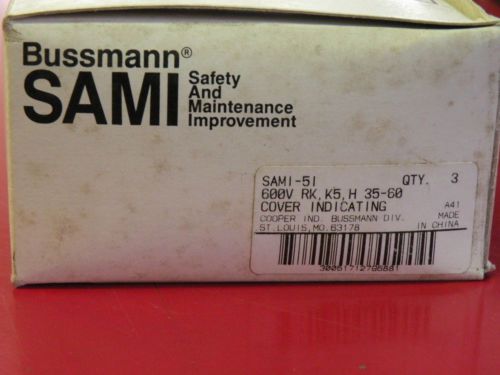 Bussmann®
SAMI
Safety
And
Maintenance
Improvement
SAMI-5I QTY. 3
600V RK,K5,H 35-60
COVER INDICATING A41
COOPER IND. BUSSMANN DIV. MADE
ST.LOUIS,MO.63178 IN CHINA